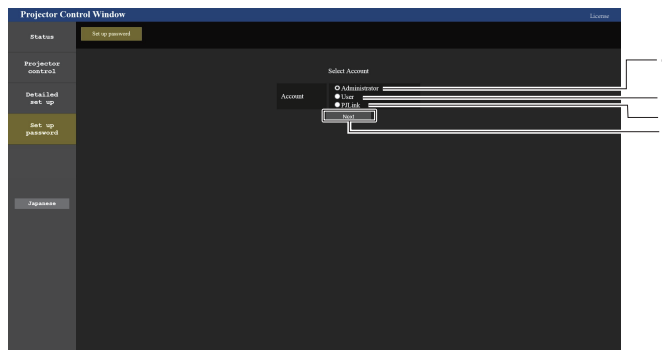 Projector Control Window
License
Status
Set up password
Projector
control
Select Account
Detailed
set up
Account
Administrator
User
PJLink
Next
Set up
password
Japanese